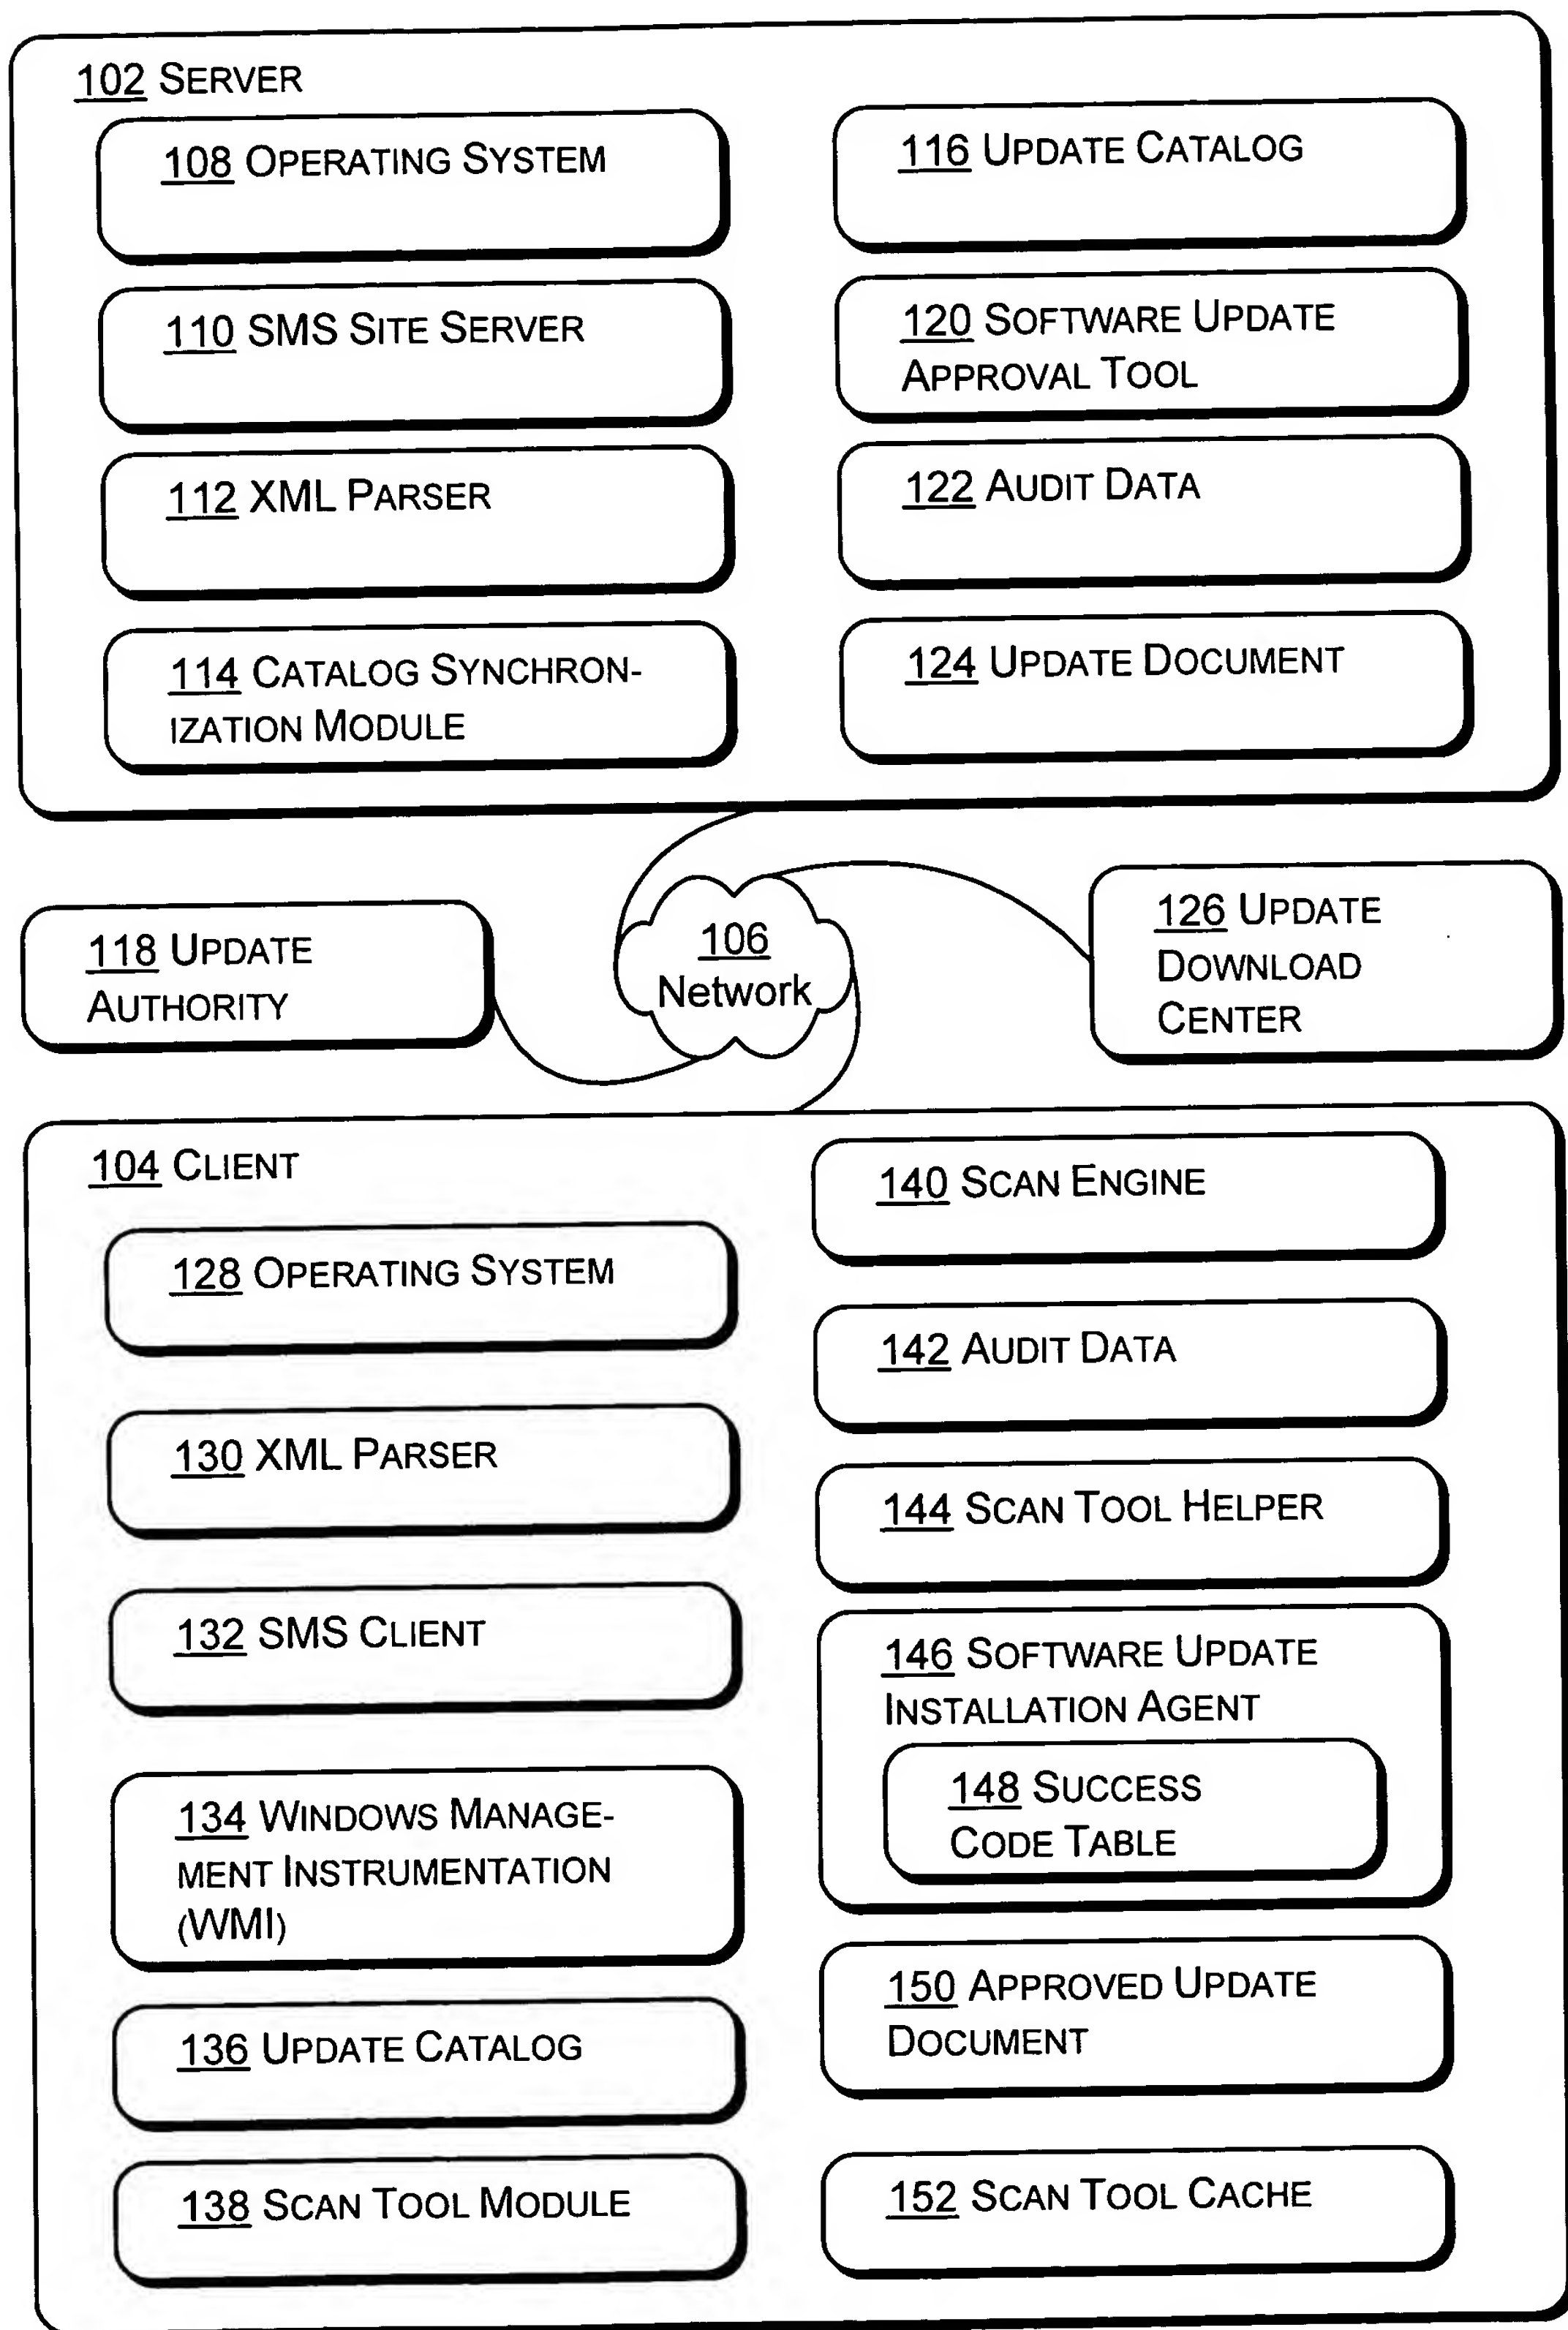 102 SERVER
108 OPERATING SYSTEM
110 SMS SITE SERVER
112 XML PARSER
114 CATALOG SYNCHRON-
IZATION MODULE
116 UPDATE CATALOG
120 SOFTWARE UPDATE
APPROVAL TOOL
122 AUDIT DATA
124 UPDATE DOCUMENT
118 UPDATE
AUTHORITY
106
Network
126 UPDATE
DOWNLOAD
CENTER
104 CLIENT
128 OPERATING SYSTEM
130 XML PARSER
132 SMS CLIENT
134 WINDOWS MANAGE-
MENT INSTRUMENTATION
(WMI)
136 UPDATE CATALOG
138 SCAN TOOL MODULE
140 SCAN ENGINE
142 AUDIT DATA
144 SCAN TOOL HELPER
146 SOFTWARE UPDATE
INSTALLATION AGENT
148 SUCCESS
CODE TABLE
150 APPROVED UPDATE
DOCUMENT
152 SCAN TOOL CACHE